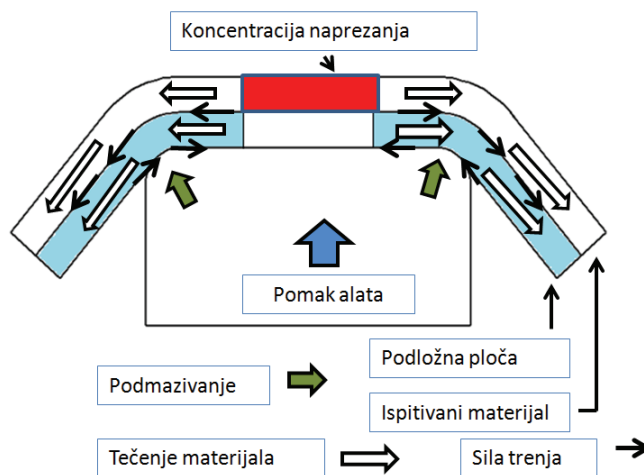 Koncentracija naprezanja
Pomak alata
Podložna ploča
Podmazivanje
Ispitivani materijal
Tečenje materijala
Sila trenja